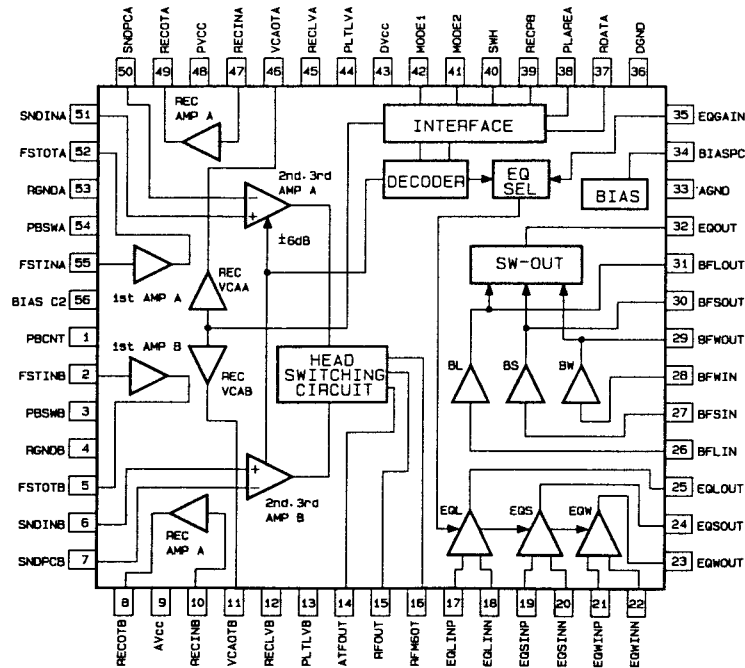 SNDPCA RECOTA PVCC RECINA VCAOTA RECLVA PLTLVA DVcc MODE1 MODE2 SWH RECPB PLAREA RDATA DGND
50 49 48 47 46 45 44 43 42 41 40 39 38 37 36
SNDINA 51
FSTOTA 52
RGNDA 53
PBSWA 54
FSTINA 55
BIAS C2 56
PBCNT 1
FSTINB 2
PBSWB 3
RGNDB 4
FSTOTB 5
SNDINB 6
SNDPCB 7
REC
AMP A
2nd. 3rd
AMP A
−
+
±6dB
1st AMP A
REC
VCAA
1st AMP B
REC
VCAB
HEAD
SWITCHING
CIRCUIT
+
−
2nd. 3rd
AMP B
REC
AMP A
INTERFACE
DECODER
EQ
SEL
BIAS
SW-OUT
BL
BS
BW
EQL
EQS
EQW
35 EQGAIN
34 BIASPC
33 AGND
32 EQOUT
31 BFLOUT
30 BFSOUT
29 BFWOUT
28 BFWIN
27 BFSIN
26 BFLIN
25 EQLOUT
24 EQSOUT
23 EQWOUT
8 9 10 11 12 13 14 15 16 17 18 19 20 21 22
RECOTB AVcc RECINB VCAOTB RECLVB PLTLVB ATFOUT RFOUT RFM6OT EQLINP EQLINN EQSINP EQSINN EQWINP EQWINN